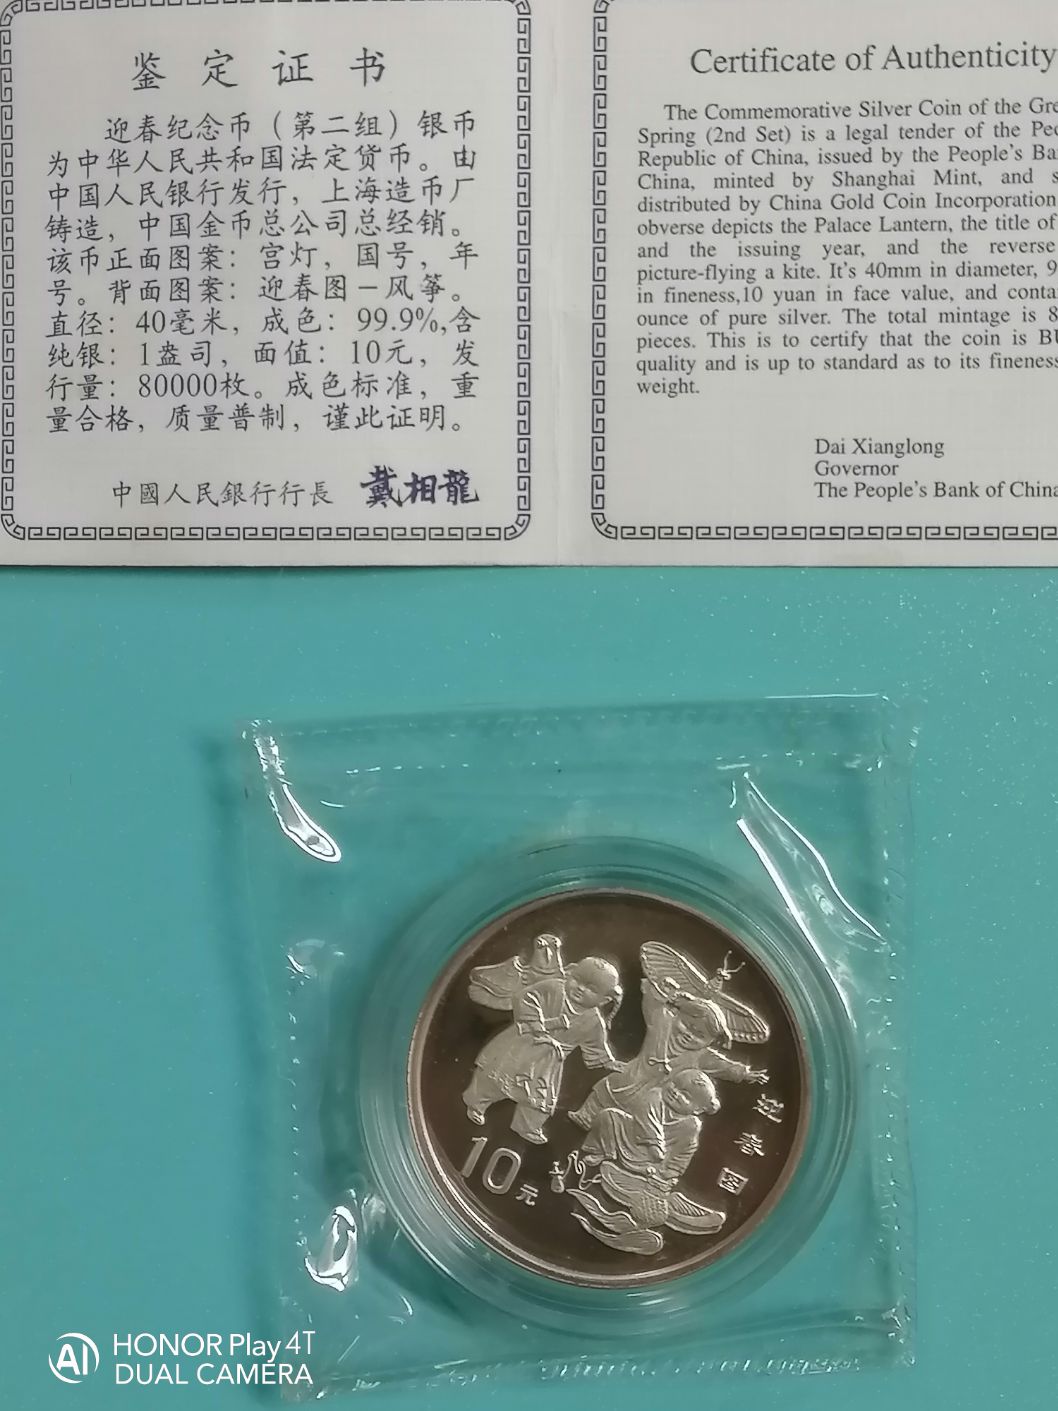 鉴定证书
迎春纪念币（第二组）银币
为中华人民共和国法定货币。由
中国人民银行发行，上海造币厂
铸造，中国金币总公司总经销。
该币正面图案：宫灯，国号，年
号。背面图案：迎春图－风筝。
直径：40毫米，成色：99.9%,含
纯银：1盎司，面值：10元，发
行量：80000枚。成色标准，重
量合格，质量普制，谨此证明。
中國人民銀行行長 戴相龍
Certificate of Authenticity
The Commemorative Silver Coin of the
Spring (2nd Set) is a legal tender of the
Republic of China, issued by the People's
China, minted by Shanghai Mint, and
distributed by China Gold Coin Incorporation
obverse depicts the Palace Lantern, the title of
and the issuing year, and the reverse
picture-flying a kite. It's 40mm in diameter,
in fineness,10 yuan in face value, and
ounce of pure silver. The total mintage is
pieces. This is to certify that the coin is
quality and is up to standard as to its fineness
weight.
Dai Xianglong
Governor
The People's Bank of China
10元
迎春图
HONOR Play 4T
AI DUAL CAMERA